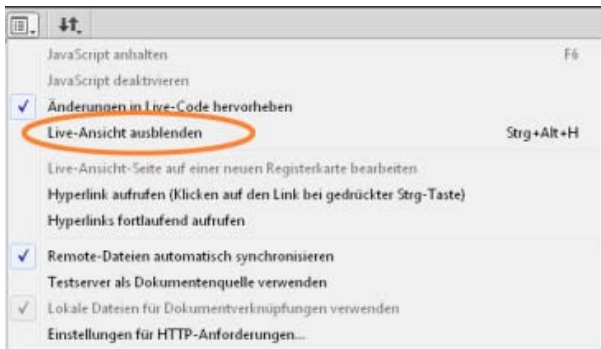 JavaScript anhalten F6
JavaScript deaktivieren
Änderungen in Live-Code hervorheben
Live-Ansicht ausblenden Strg+Alt+H
Live-Ansicht-Seite auf einer neuen Registerkarte bearbeiten
Hyperlink aufrufen (Klicken auf den Link bei gedrückter Strg-Taste)
Hyperlinks fortlaufend aufrufen
Remote-Dateien automatisch synchronisieren
Testserver als Dokumentenquelle verwenden
Lokale Dateien für Dokumentverknüpfungen verwenden
Einstellungen für HTTP-Anforderungen...